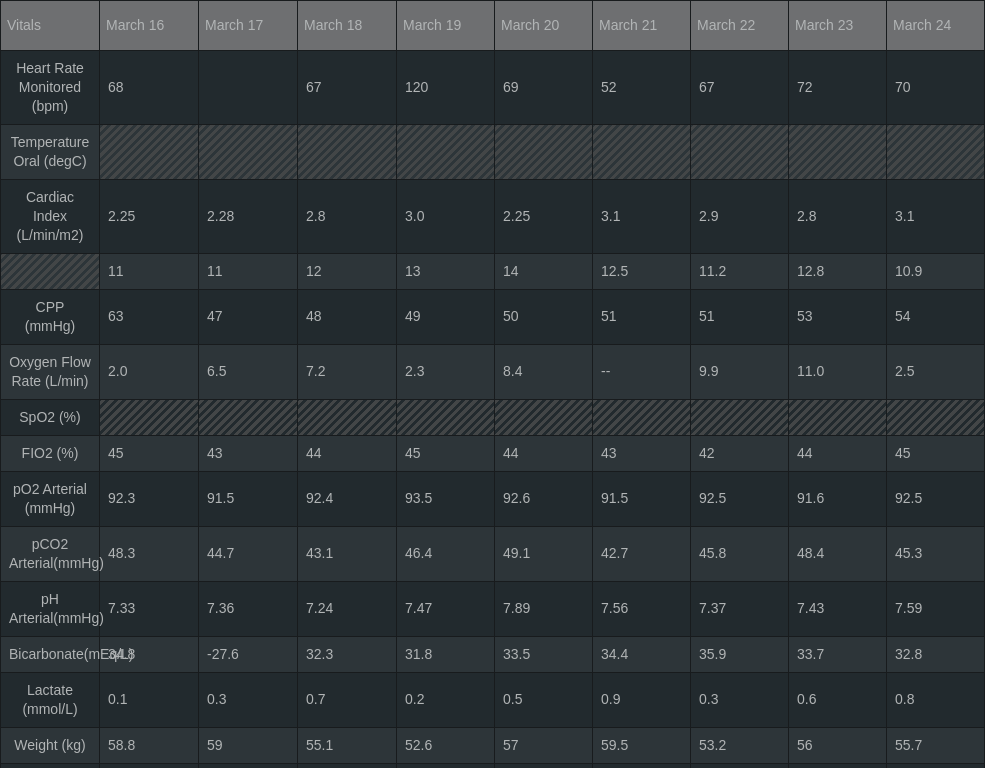 Vitals March 16 March 17 March 18 March 19 March 20 March 21 March 22 March 23 March 24
Heart Rate
Monitored
(bpm)
68 67 120 69 52 67 72 70
Temperature
Oral (degC)
Cardiac
Index
(L/min/m2)
2.25 2.28 2.8 3.0 2.25 3.1 2.9 2.8 3.1
11 11 12 13 14 12.5 11.2 12.8 10.9
CPP
(mmHg)
63 47 48 49 50 51 51 53 54
Oxygen Flow
Rate (L/min)
2.0 6.5 7.2 2.3 8.4 -- 9.9 11.0 2.5
SpO2 (%)
FIO2 (%) 45 43 44 45 44 43 42 44 45
pO2 Arterial
(mmHg)
92.3 91.5 92.4 93.5 92.6 91.5 92.5 91.6 92.5
pCO2
Arterial(mmHg)
48.3 44.7 43.1 46.4 49.1 42.7 45.8 48.4 45.3
pH
Arterial(mmHg)
7.33 7.36 7.24 7.47 7.89 7.56 7.37 7.43 7.59
Bicarbonate(mEq/L) -27.6 32.3 31.8 33.5 34.4 35.9 33.7 32.8
Lactate
(mmol/L)
0.1 0.3 0.7 0.2 0.5 0.9 0.3 0.6 0.8
Weight (kg) 58.8 59 55.1 52.6 57 59.5 53.2 56 55.7